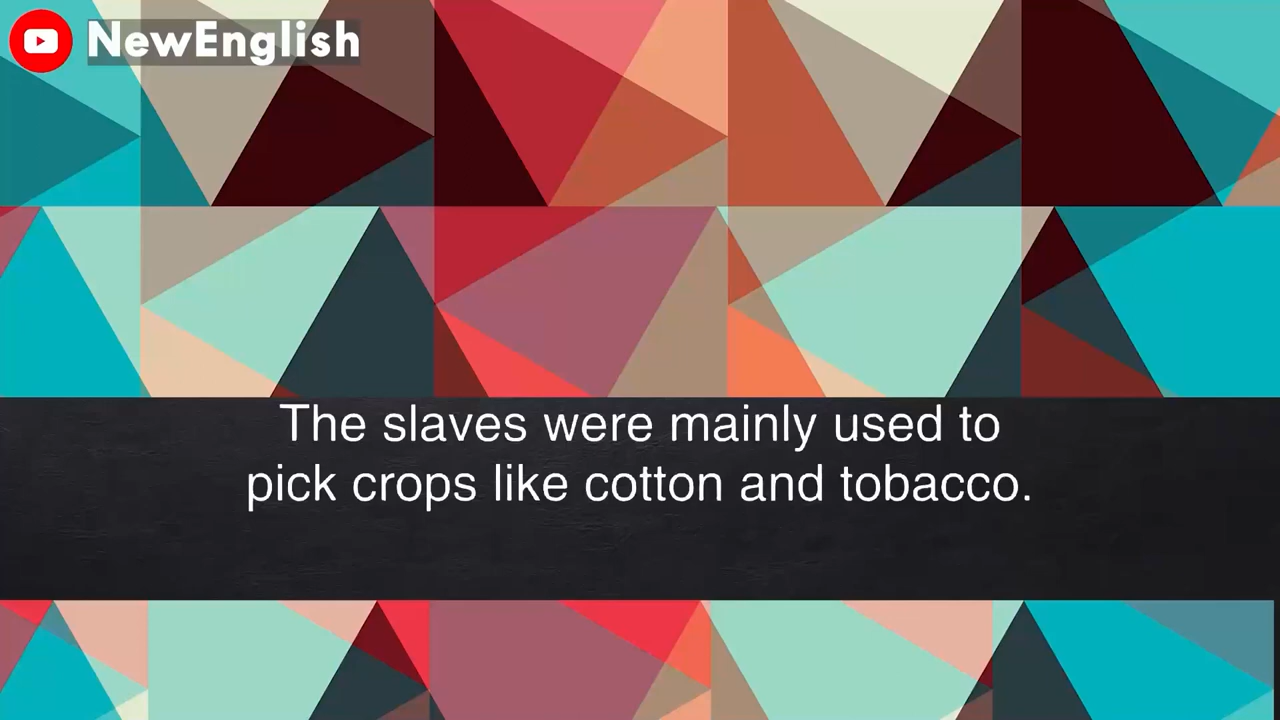 NewEnglish
The slaves were mainly used to
pick crops like cotton and tobacco.